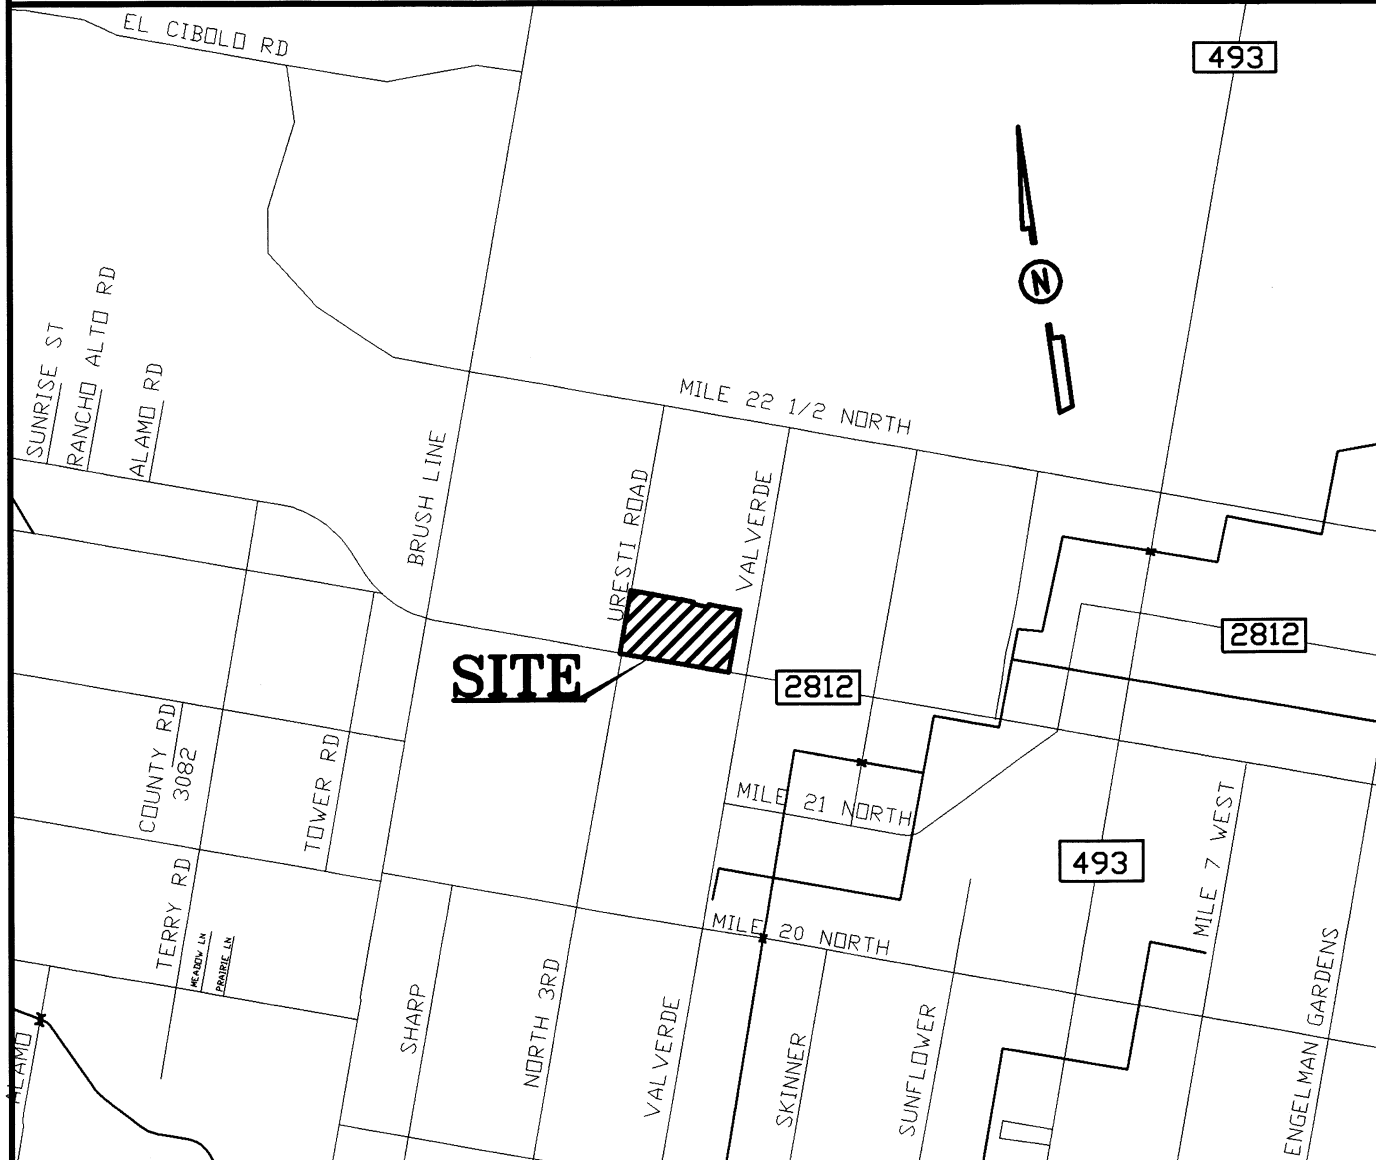 EL CIBOLO RD
493
SUNRISE ST
RANCHO ALTO RD
ALAMO RD
N
MILE 22 1/2 NORTH
BRUSH LINE
URESTI ROAD
VALVERDE
SITE
2812
2812
COUNTY RD
3082
TOWER RD
MILE 21 NORTH
493
MILE 7 WEST
TERRY RD
MEADOW LN
PRAIRIE LN
MILE 20 NORTH
ALAMO
SHARP
NORTH 3RD
VALVERDE
SKINNER
SUNFLOWER
ENGELMAN GARDENS